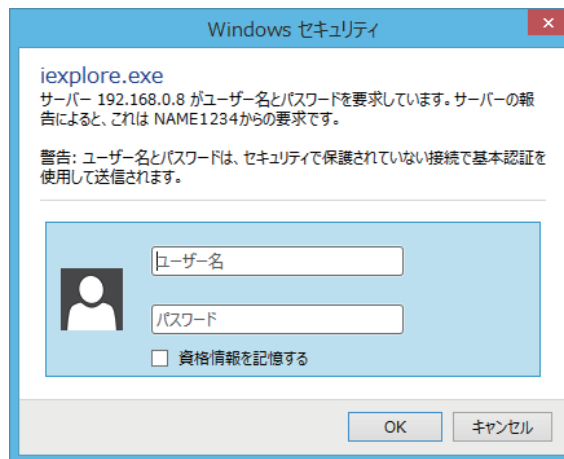 Windows セキュリティ
iexplore.exe
サーバー 192.168.0.8 がユーザー名とパスワードを要求しています。サーバーの報
告によると、これは NAME1234からの要求です。
警告: ユーザー名とパスワードは、セキュリティで保護されていない接続で基本認証を
使用して送信されます。
ユーザー名
パスワード
資格情報を記憶する
OK
キャンセル